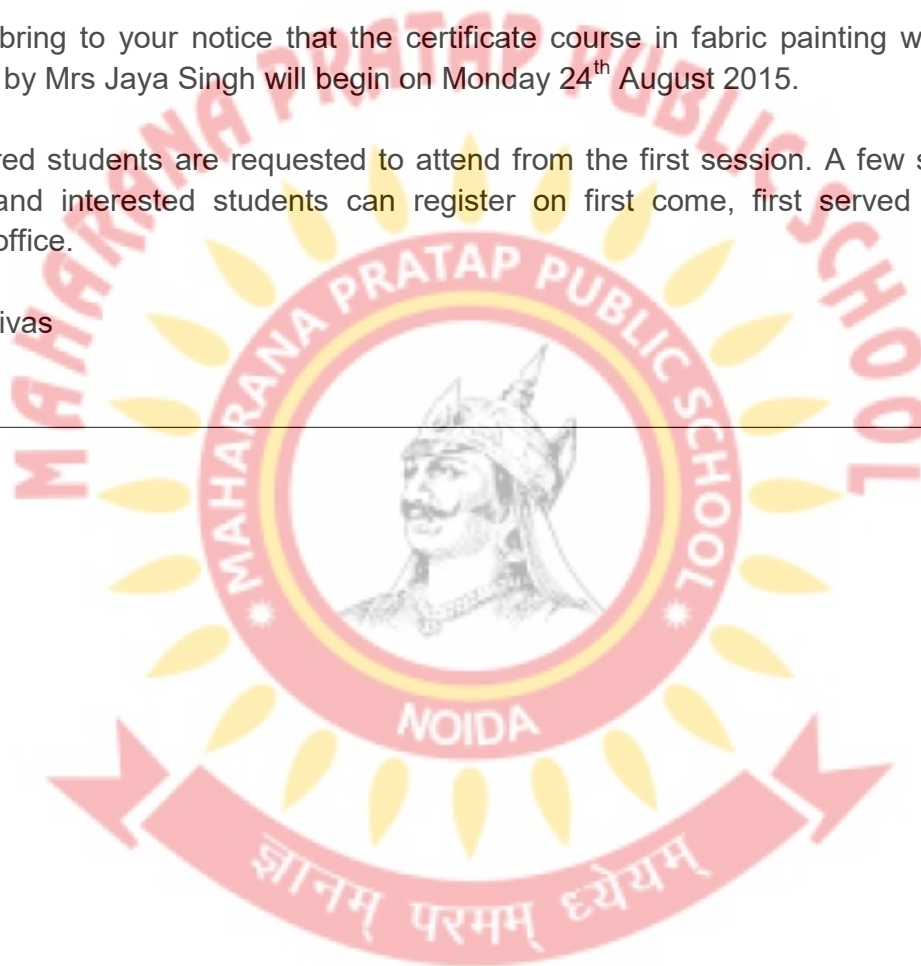 bring to your notice that the certificate course in fabric painting
by Mrs Jaya Singh will begin on Monday 24th August 2015.
students are requested to attend from the first session. A few
and interested students can register on first come, first served
office.
MAHARANA PRATAP PUBLIC SCHOOL
MAHARANA PRATAP PUBLIC SCHOOL
NOIDA
ज्ञानम् परमम् ध्येयम्